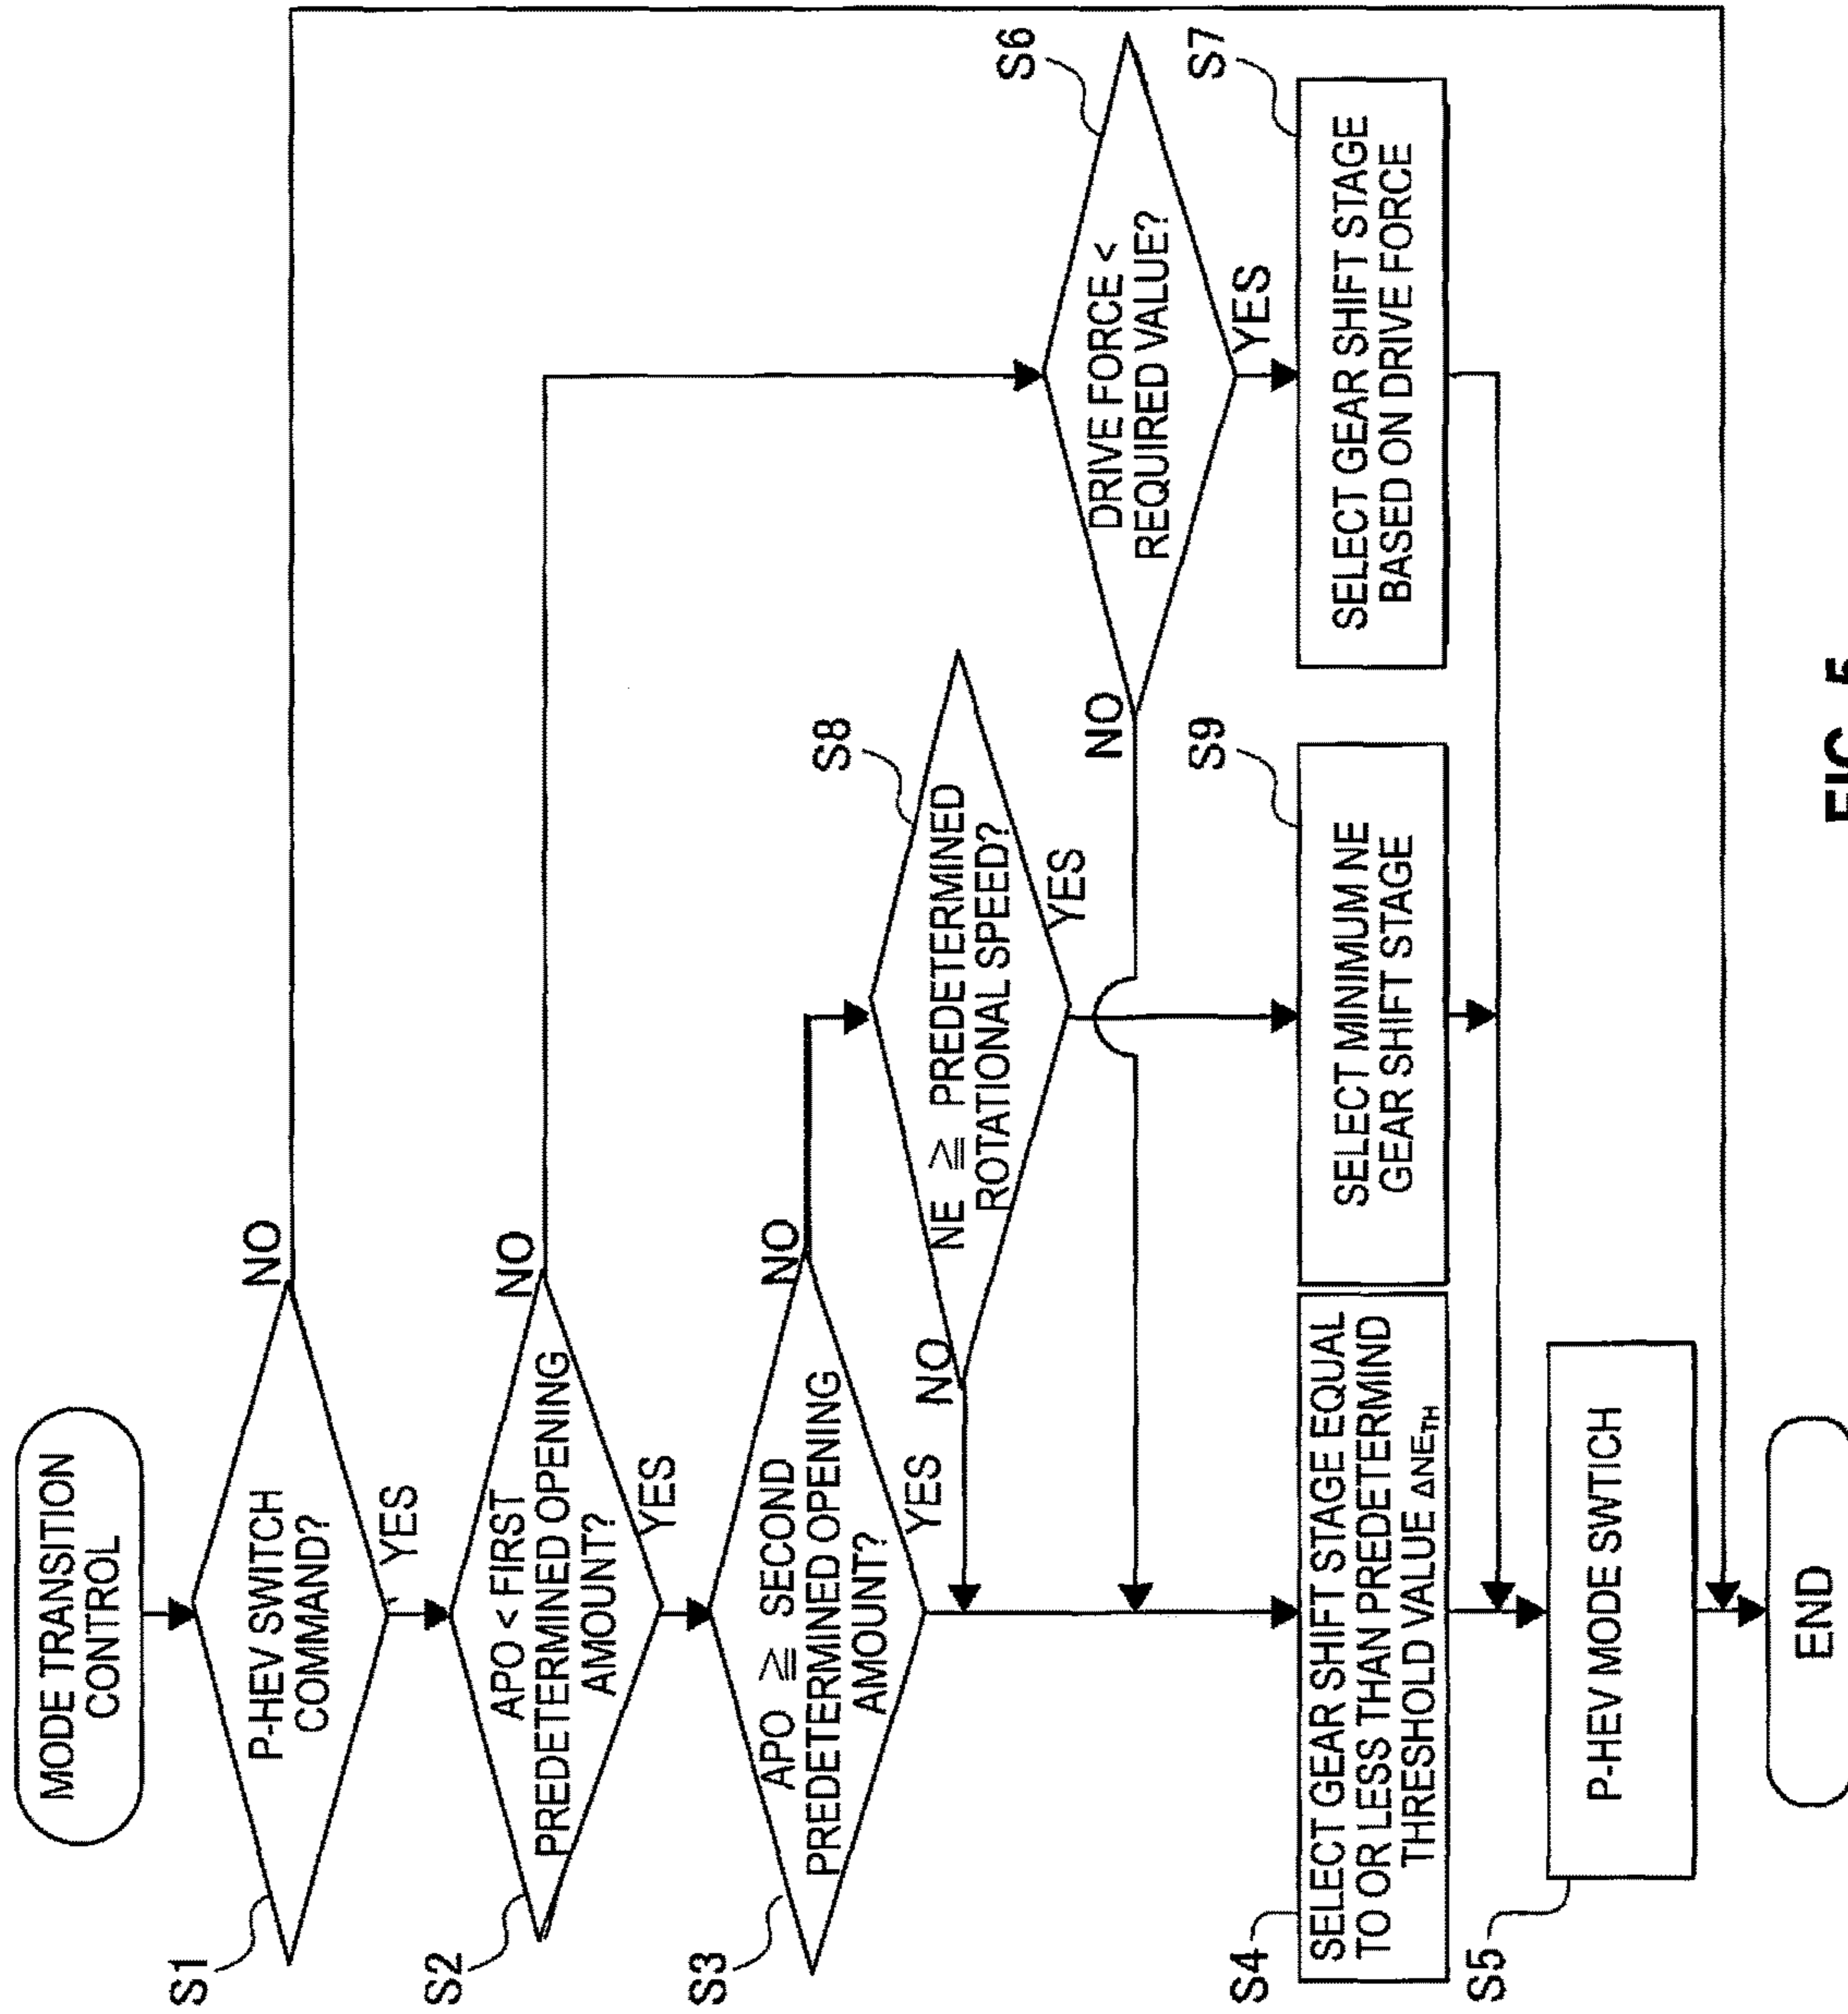 MODE TRANSITION
CONTROL
S1
P-HEV SWITCH
COMMAND?
NO
YES
S2
APO < FIRST
PREDETERMINED OPENING
AMOUNT?
NO
YES
S3
APO ≧ SECOND
PREDETERMINED OPENING
AMOUNT?
NO
YES
S8
NE ≧ PREDETERMINED
ROTATIONAL SPEED?
NO
YES
S6
DRIVE FORCE <
REQUIRED VALUE?
NO
YES
S4
SELECT GEAR SHIFT STAGE EQUAL
TO OR LESS THAN PREDETERMIND
THRESHOLD VALUE ΔNETH
S9
SELECT MINIMUM NE
GEAR SHIFT STAGE
S7
SELECT GEAR SHIFT STAGE
BASED ON DRIVE FORCE
S5
P-HEV MODE SWTICH
END
FIG. 5